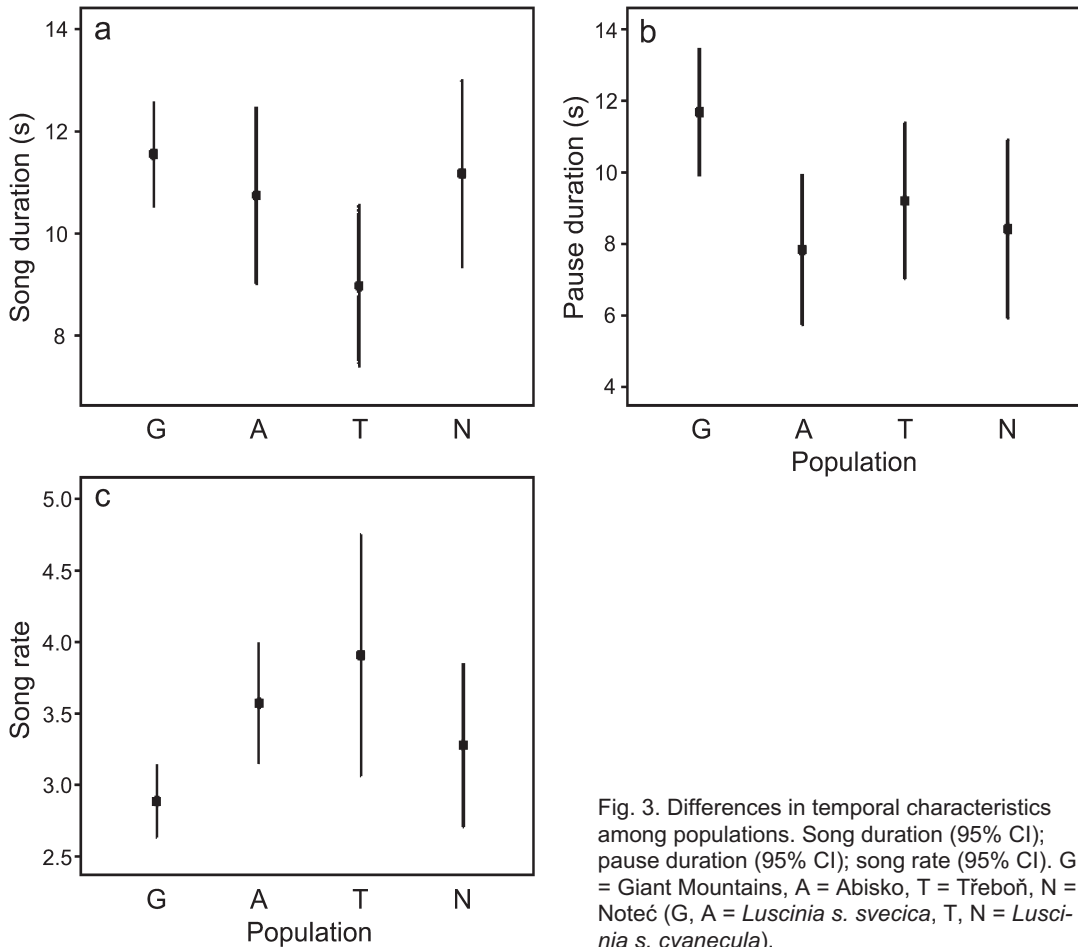 a
14
12
10
8
Song duration (s)
G A T N
b
14
12
10
8
6
4
Pause duration (s)
G A T N
Population
c
5.0
4.5
4.0
3.5
3.0
2.5
Song rate
G A T N
Population
Fig. 3. Differences in temporal characteristics
among populations. Song duration (95% CI);
pause duration (95% CI); song rate (95% CI). G
= Giant Mountains, A = Abisko, T = Třeboň, N =
Noteć (G, A = Luscinia s. svecica, T, N = Lusci-
nia s. cyanecula).